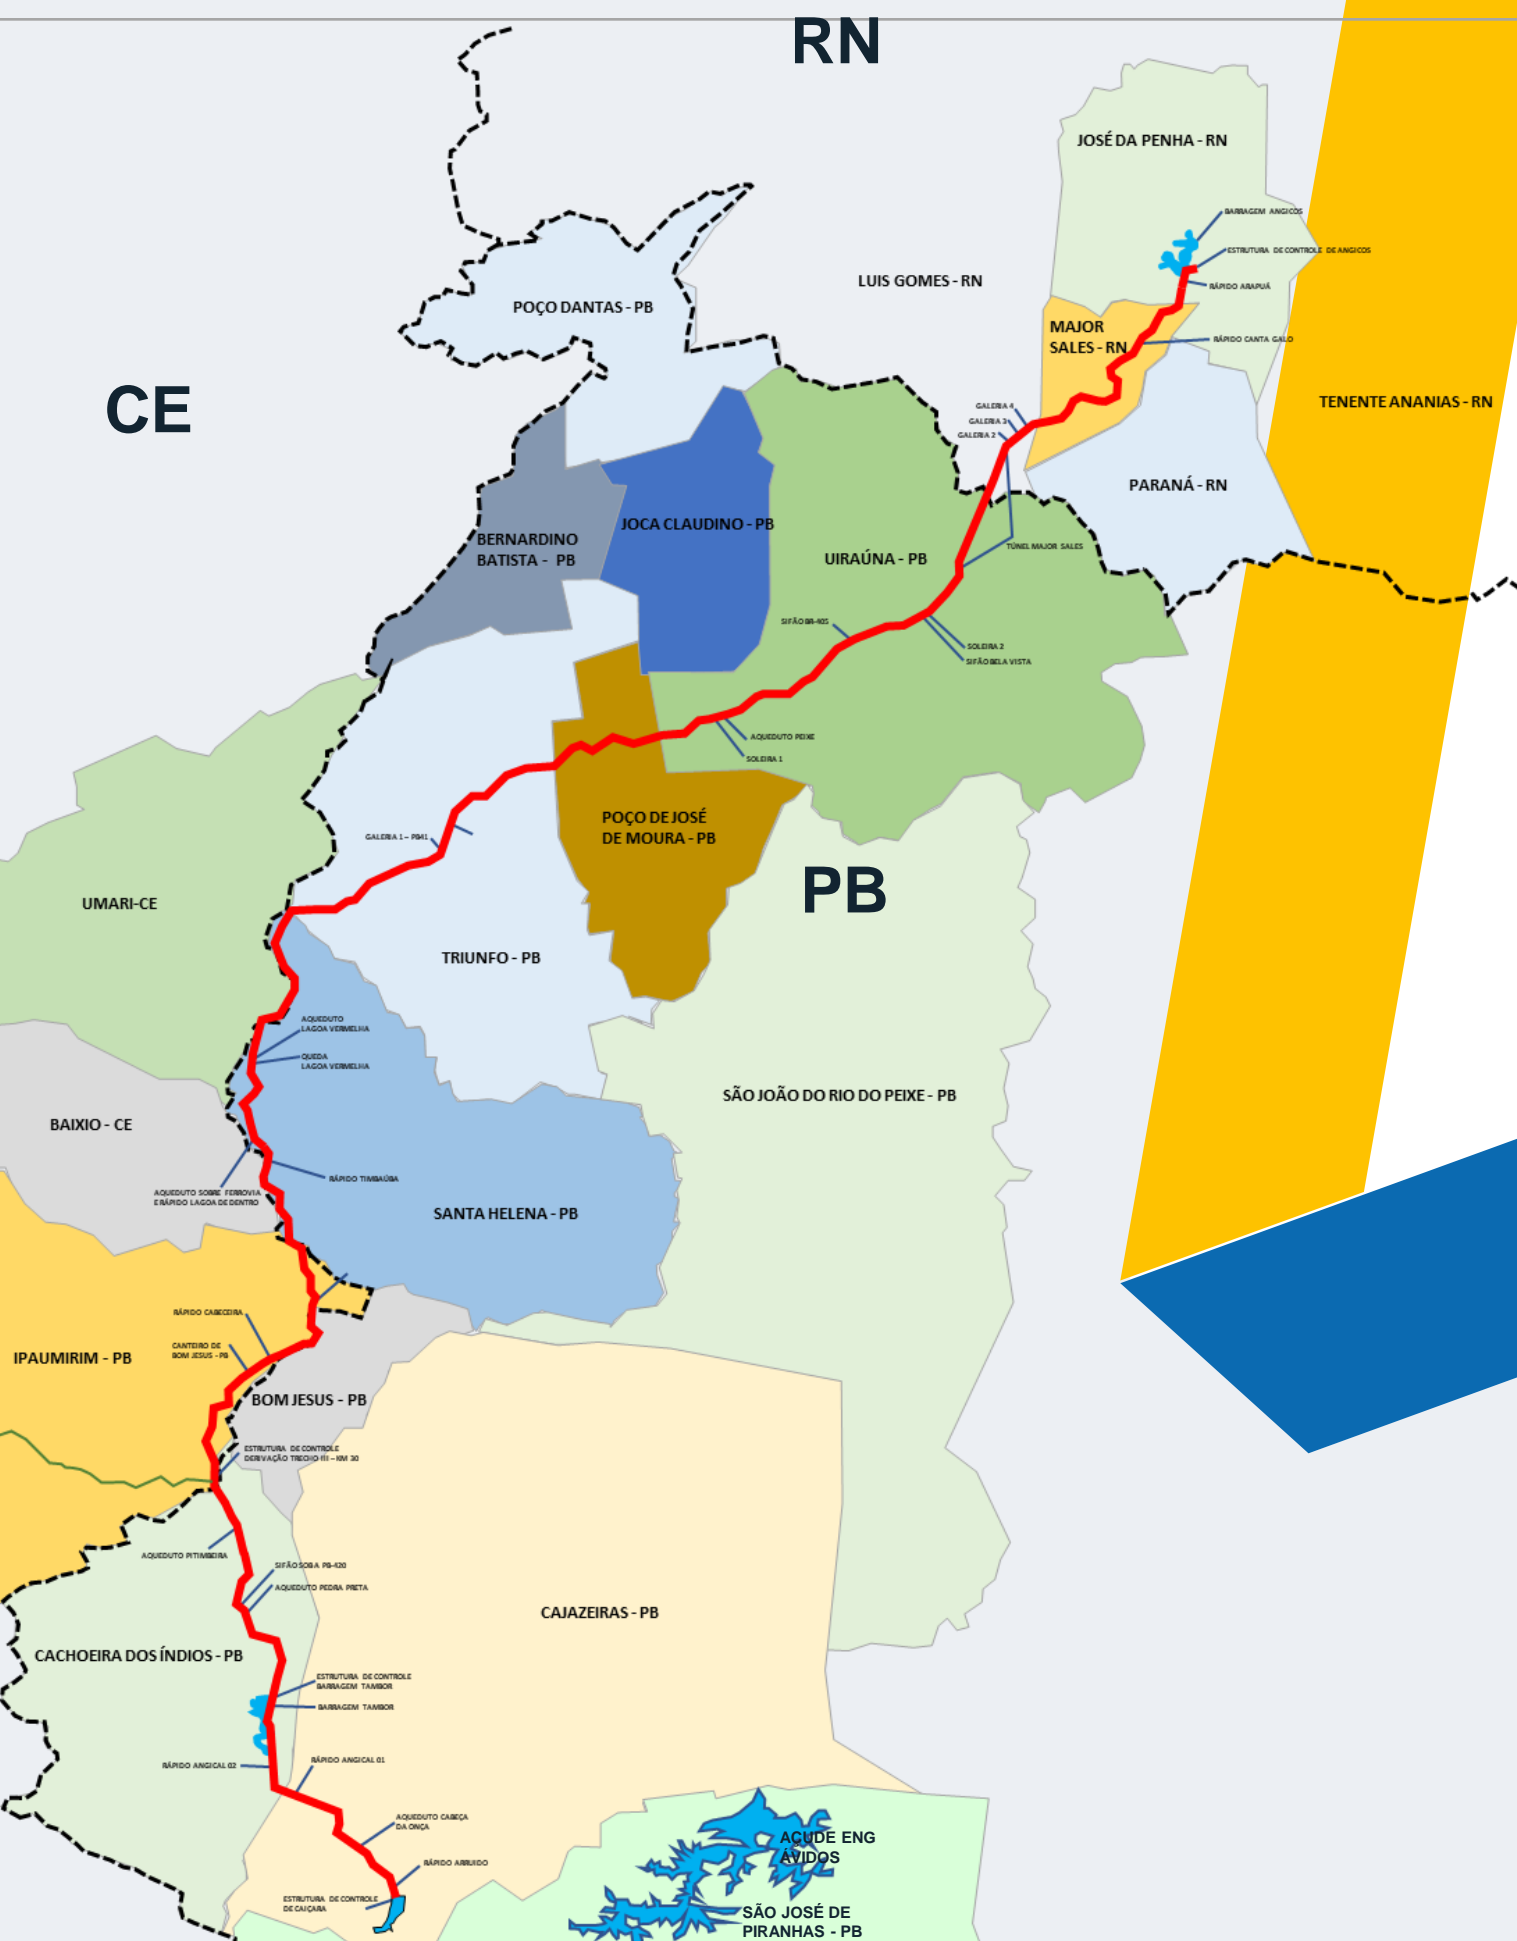 RN
JOSÉ DA PENHA - RN
BARRAGEM ANGICOS
ESTRUTURA DE CONTROLE DE ANGICOS
LUIS GOMES - RN
RÁPIDO ARAPUÁ
POÇO DANTAS - PB
MAJOR
SALES - RN
RÁPIDO CANTA GALO
CE
TENENTE ANANIAS - RN
GALERIA 4
GALERIA 3
GALERIA 2
PARANÁ - RN
JOCA CLAUDINO - PB
BERNARDINO
BATISTA - PB
TÚNEL MAJOR SALES
UIRAÚNA - PB
SIFÃO BR-405
SOLEIRA 2
SIFÃO BELA VISTA
AQUEDUTO PEIXE
SOLEIRA 1
POÇO DE JOSÉ
DE MOURA - PB
GALERIA 1 – PB41
PB
UMARI-CE
TRIUNFO - PB
AQUEDUTO
LAGOA VERMELHA
QUEDA
LAGOA VERMELHA
SÃO JOÃO DO RIO DO PEIXE - PB
BAIXIO - CE
RÁPIDO TIMBAÚBA
AQUEDUTO SOBRE FERROVIA
E RÁPIDO LAGOA DE DENTRO
SANTA HELENA - PB
RÁPIDO CABECEIRA
CANTEIRO DE
BOM JESUS - PB
IPAUMIRIM - PB
BOM JESUS - PB
ESTRUTURA DE CONTROLE
DERIVAÇÃO TRECHO III – KM 30
AQUEDUTO PITIMBEIRA
SIFÃO SOBA PB-420
AQUEDUTO PEDRA PRETA
CAJAZEIRAS - PB
CACHOEIRA DOS ÍNDIOS - PB
ESTRUTURA DE CONTROLE
BARRAGEM TAMBOR
BARRAGEM TAMBOR
RÁPIDO ANGICAL 02
RÁPIDO ANGICAL 01
AQUEDUTO CABEÇA
DA ONÇA
AÇUDE ENG
ÁVIDOS
RÁPIDO ARRUIDO
ESTRUTURA DE CONTROLE
DE CAIÇARA
SÃO JOSÉ DE
PIRANHAS - PB